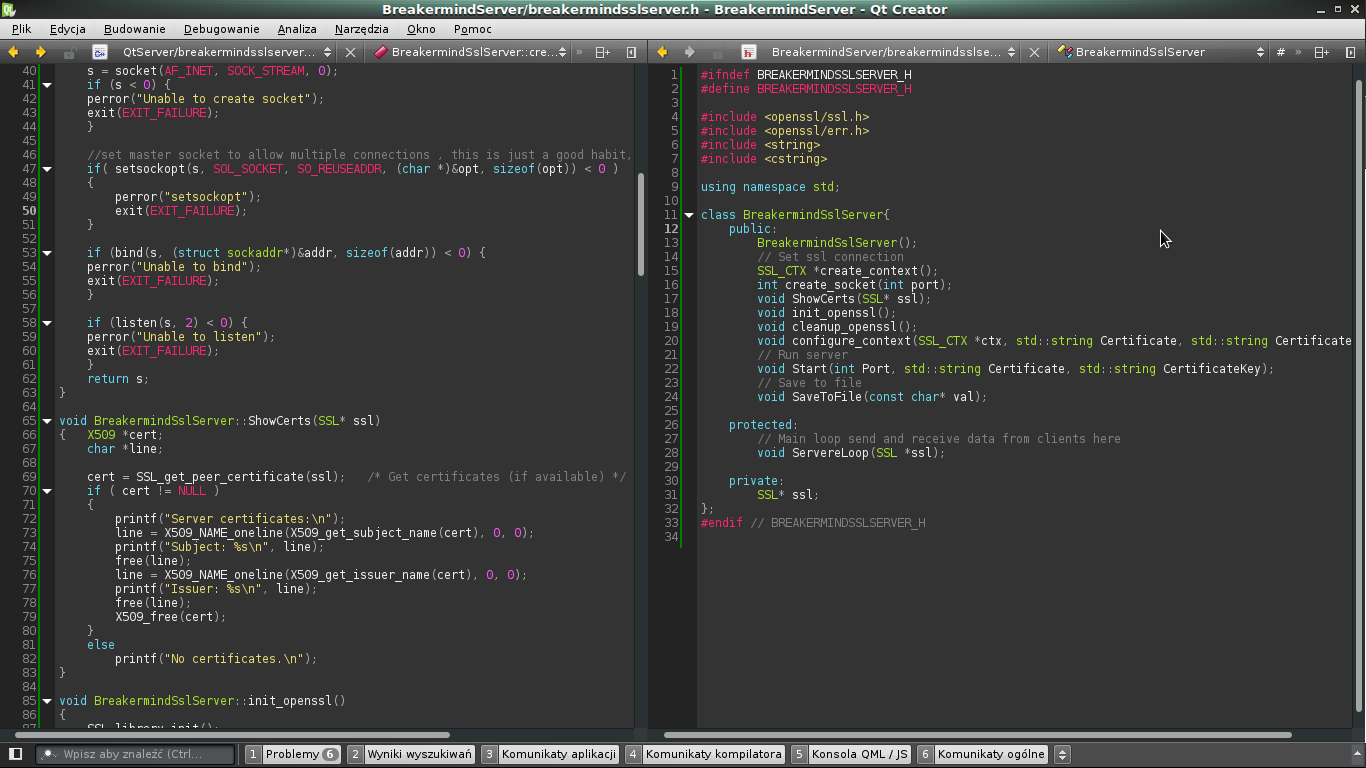 BreakermindServer/breakermindsslserver.h - BreakermindServer - Qt Creator
Plik Edycja Budowanie Debugowanie Analiza Narzędzia Okno Pomoc
QtServer/breakermindsslserver... BreakermindSslServer::cre... » BreakermindServer/breakermindsslse... BreakermindSslServer # »
40     s = socket(AF_INET, SOCK_STREAM, 0);
41     if (s < 0) {
42     perror("Unable to create socket");
43     exit(EXIT_FAILURE);
44     }
45
46     //set master socket to allow multiple connections , this is just a good habit,
47     if( setsockopt(s, SOL_SOCKET, SO_REUSEADDR, (char *)&opt, sizeof(opt)) < 0 )
48     {
49         perror("setsockopt");
50         exit(EXIT_FAILURE);
51     }
52
53     if (bind(s, (struct sockaddr*)&addr, sizeof(addr)) < 0) {
54     perror("Unable to bind");
55     exit(EXIT_FAILURE);
56     }
57
58     if (listen(s, 2) < 0) {
59     perror("Unable to listen");
60     exit(EXIT_FAILURE);
61     }
62     return s;
63 }
64
65 void BreakermindSslServer::ShowCerts(SSL* ssl)
66 {   X509 *cert;
67     char *line;
68
69     cert = SSL_get_peer_certificate(ssl);   /* Get certificates (if available) */
70     if ( cert != NULL )
71     {
72         printf("Server certificates:\n");
73         line = X509_NAME_oneline(X509_get_subject_name(cert), 0, 0);
74         printf("Subject: %s\n", line);
75         free(line);
76         line = X509_NAME_oneline(X509_get_issuer_name(cert), 0, 0);
77         printf("Issuer: %s\n", line);
78         free(line);
79         X509_free(cert);
80     }
81     else
82         printf("No certificates.\n");
83 }
84
85 void BreakermindSslServer::init_openssl()
86 {
87     SSL_library_init();
1 #ifndef BREAKERMINDSSLSERVER_H
2 #define BREAKERMINDSSLSERVER_H
3
4 #include <openssl/ssl.h>
5 #include <openssl/err.h>
6 #include <string>
7 #include <cstring>
8
9 using namespace std;
10
11 class BreakermindSslServer{
12     public:
13         BreakermindSslServer();
14         // Set ssl connection
15         SSL_CTX *create_context();
16         int create_socket(int port);
17         void ShowCerts(SSL* ssl);
18         void init_openssl();
19         void cleanup_openssl();
20         void configure_context(SSL_CTX *ctx, std::string Certificate, std::string Certificate
21         // Run server
22         void Start(int Port, std::string Certificate, std::string CertificateKey);
23         // Save to file
24         void SaveToFile(const char* val);
25
26     protected:
27         // Main loop send and receive data from clients here
28         void ServereLoop(SSL *ssl);
29
30     private:
31         SSL* ssl;
32 };
33 #endif // BREAKERMINDSSLSERVER_H
34
Wpisz aby znaleźć (Ctrl... 1 Problemy 6 2 Wyniki wyszukiwań 3 Komunikaty aplikacji 4 Komunikaty kompilatora 5 Konsola QML / JS 6 Komunikaty ogólne